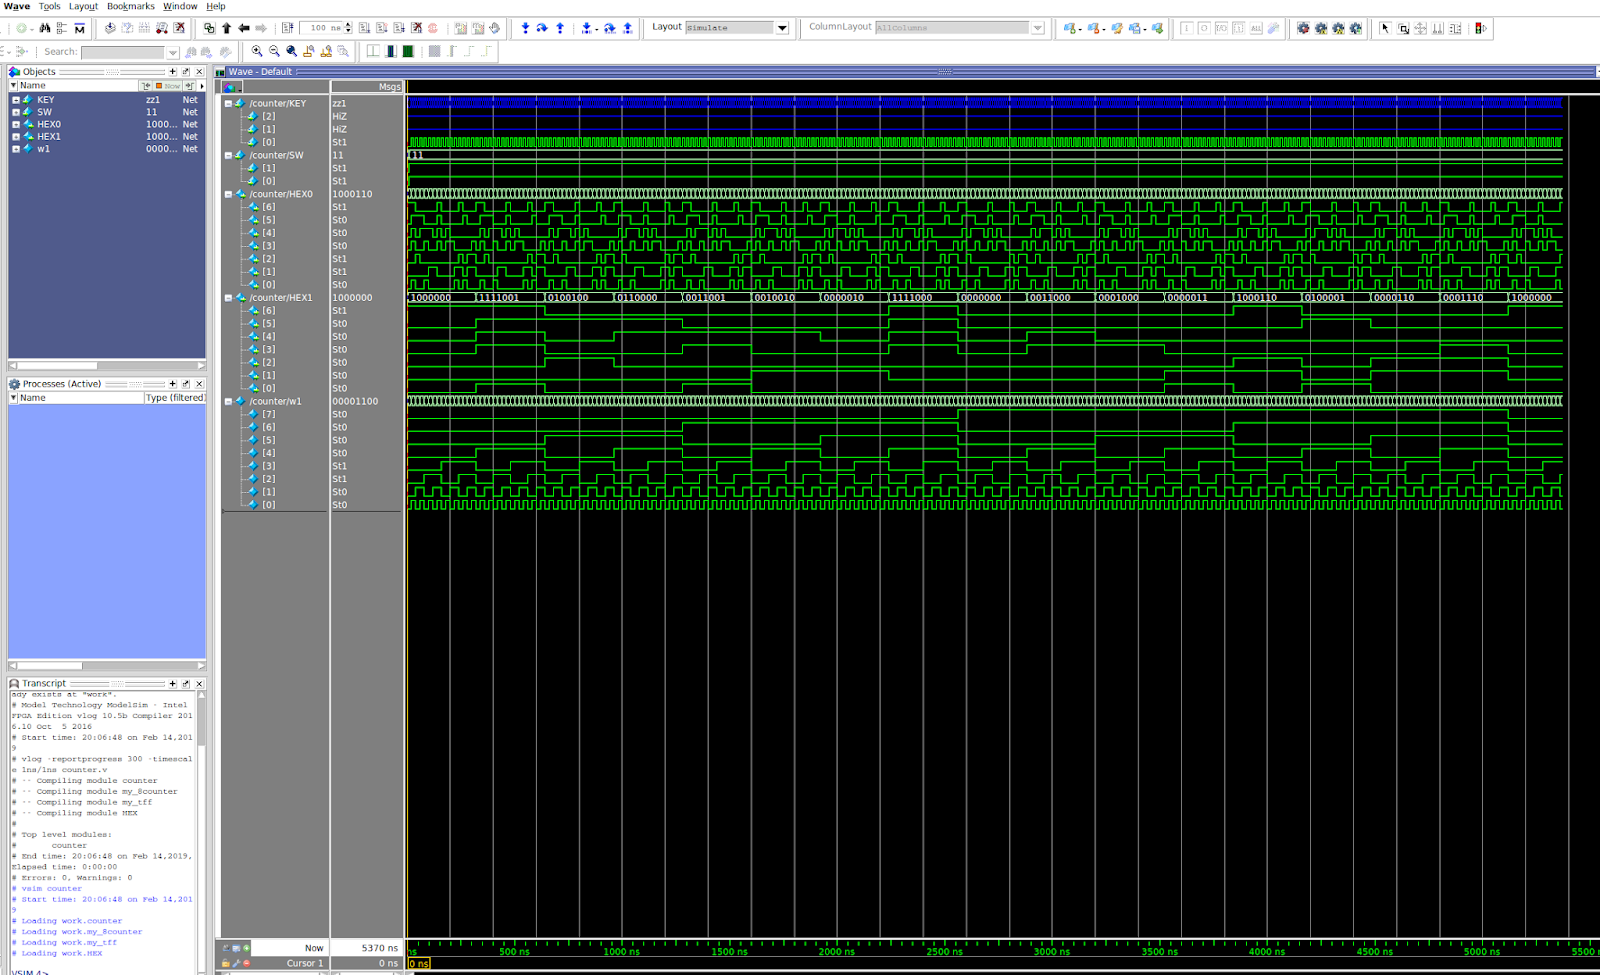 Wave Tools Layout Bookmarks Window Help
100 ns
Layout Simulate
ColumnLayout AllColumns
Search:
Objects
Name Now
KEY zz1 Net
SW 11 Net
HEX0 1000... Net
HEX1 1000... Net
w1 0000... Net
Processes (Active)
Name Type (filtered)
Transcript
ady exists at "work".
# Model Technology ModelSim - Intel
FPGA Edition vlog 10.5b Compiler 201
6.10 Oct 5 2016
# Start time: 20:06:48 on Feb 14,201
9
# vlog -reportprogress 300 -timescal
e 1ns/1ns counter.v
# -- Compiling module counter
# -- Compiling module my_8counter
# -- Compiling module my_tff
# -- Compiling module HEX
#
# Top level modules:
# counter
# End time: 20:06:48 on Feb 14,2019,
Elapsed time: 0:00:00
# Errors: 0, Warnings: 0
# vsim counter
# Start time: 20:06:48 on Feb 14,201
9
# Loading work.counter
# Loading work.my_8counter
# Loading work.my_tff
# Loading work.HEX
VSIM 4>
Wave - Default
Msgs
/counter/KEY zz1
[2] HiZ
[1] HiZ
[0] St1
/counter/SW 11 11
[1] St1
[0] St1
/counter/HEX0 1000110
[6] St1
[5] St0
[4] St0
[3] St0
[2] St1
[1] St1
[0] St0
/counter/HEX1 1000000 1000000 1111001 0100100 0110000 0011001 0010010 0000010 1111000 0000000 0011000 0001000 0000011 1000110 0100001 0000110 0001110 1000000
[6] St1
[5] St0
[4] St0
[3] St0
[2] St0
[1] St0
[0] St0
/counter/w1 00001100
[7] St0
[6] St0
[5] St0
[4] St0
[3] St1
[2] St1
[1] St0
[0] St0
Now 5370 ns
ns 500 ns 1000 ns 1500 ns 2000 ns 2500 ns 3000 ns 3500 ns 4000 ns 4500 ns 5000 ns 5500
Cursor 1 0 ns
0 ns